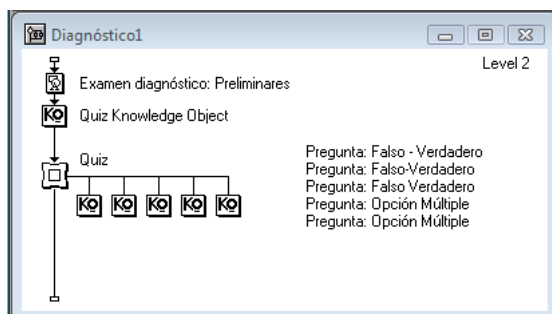 Diagnóstico1
Level 2
Examen diagnóstico: Preliminares
KO Quiz Knowledge Object
Quiz
Pregunta: Falso - Verdadero
Pregunta: Falso-Verdadero
Pregunta: Falso Verdadero
Pregunta: Opción Múltiple
Pregunta: Opción Múltiple
KO KO KO KO KO